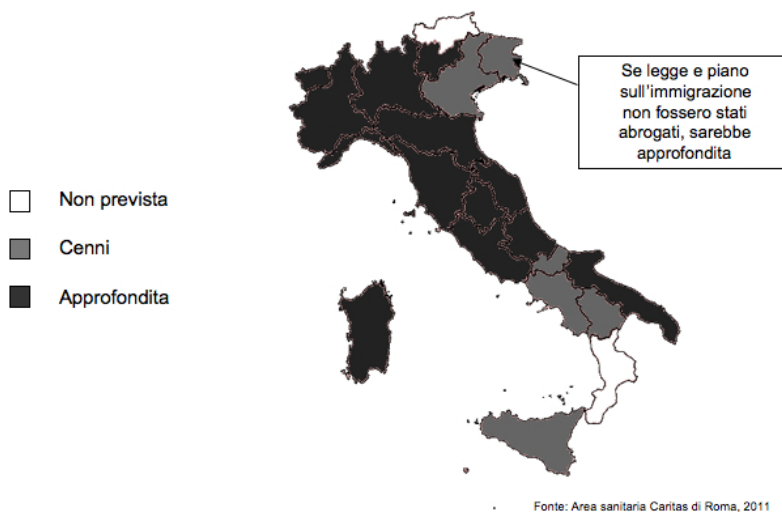 Se legge e piano
sull'immigrazione
non fossero stati
abrogati, sarebbe
approfondita
Non prevista
Cenni
Approfondita
Fonte: Area sanitaria Caritas di Roma, 2011